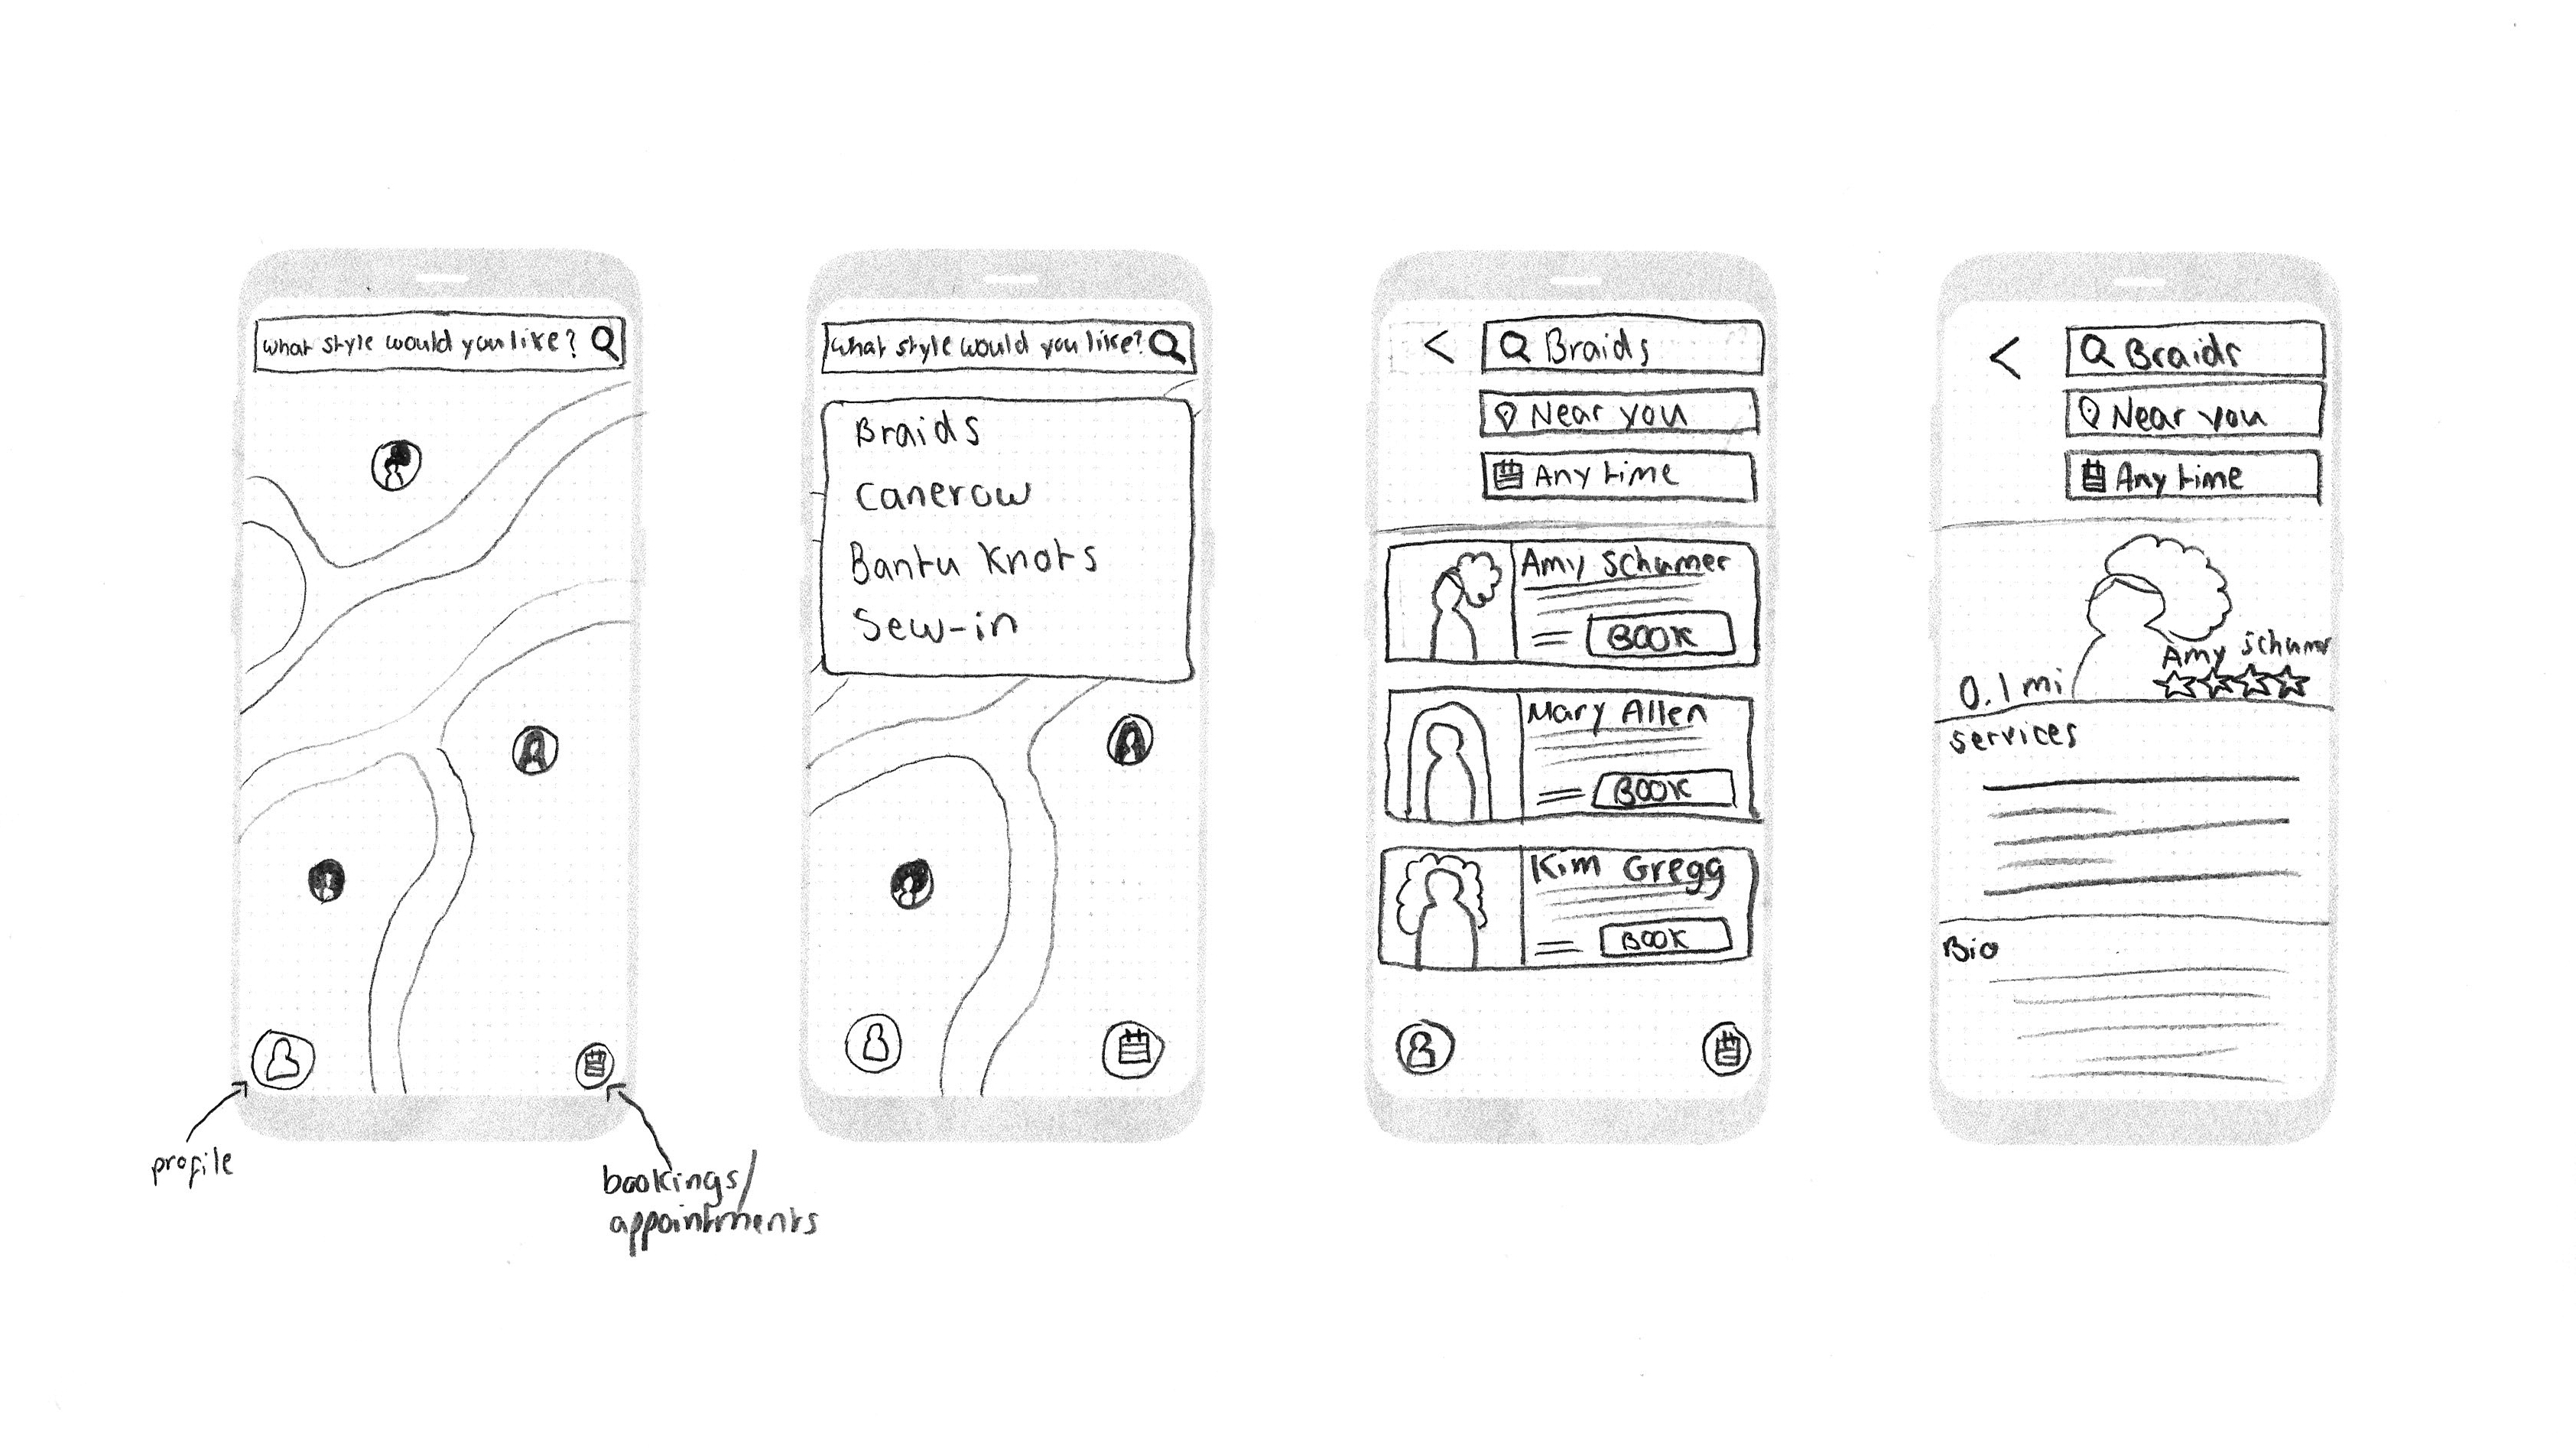 What style would you like?
profile
bookings/
appointments
What style would you like?
Braids
Canerow
Bantu Knots
Sew-in
<
Braids
Near you
Any time
Amy Schumer
BOOK
Mary Allen
BOOK
Kim Gregg
BOOK
<
Braids
Near you
Any time
Amy Schumer
0.1 mi
Services
Bio